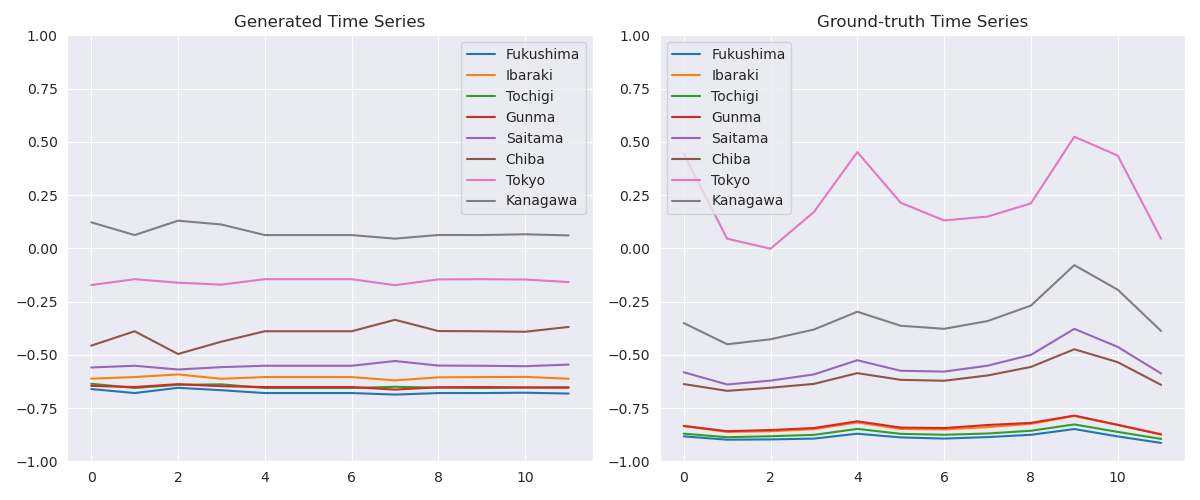 Generated Time Series
1.00
0.75
0.50
0.25
0.00
−0.25
−0.50
−0.75
−1.00
0
2
4
6
8
10
Fukushima
Ibaraki
Tochigi
Gunma
Saitama
Chiba
Tokyo
Kanagawa
Ground-truth Time Series
1.00
0.75
0.50
0.25
0.00
−0.25
−0.50
−0.75
−1.00
0
2
4
6
8
10
Fukushima
Ibaraki
Tochigi
Gunma
Saitama
Chiba
Tokyo
Kanagawa